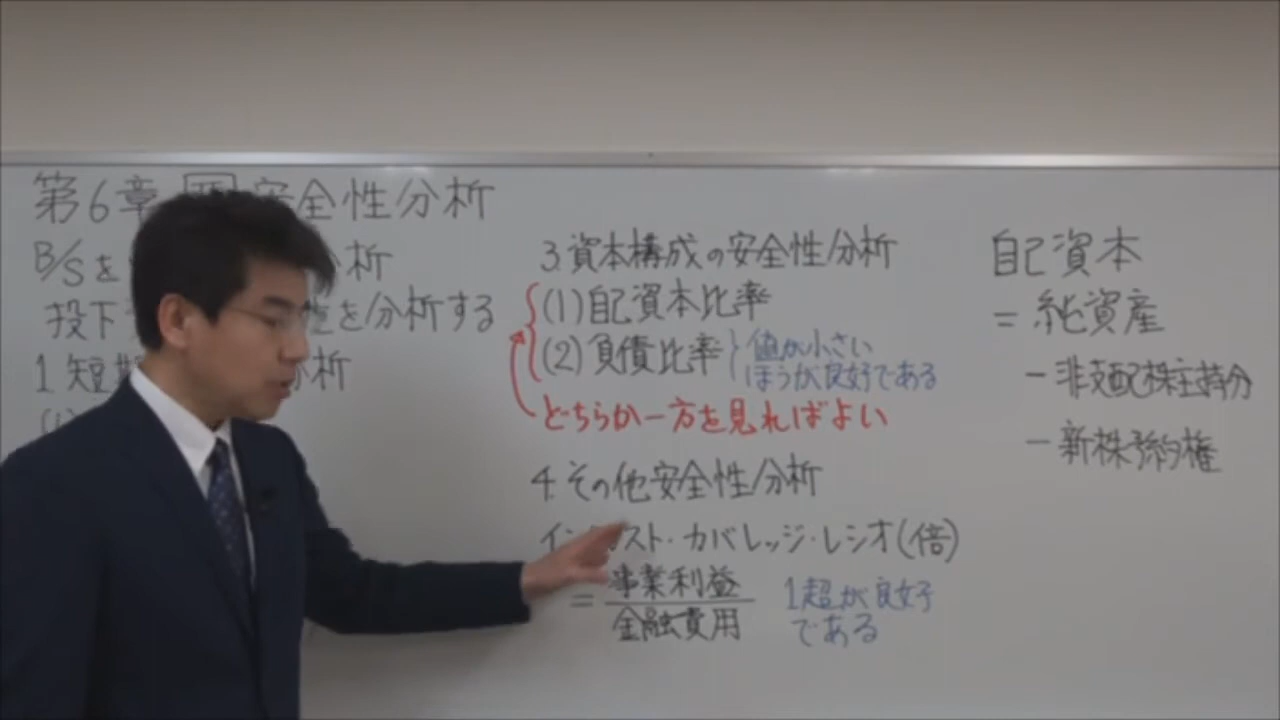 第6章 安全性分析
B/Sを 分析
投下 性を分析する
1.短期 分析
3.資本構成の安全性分析
(1)自己資本比率
(2)負債比率
値が小さい
ほうが良好である
どちらか一方を見ればよい
4.その他安全性分析
イン スト・カバレッジ・レシオ(倍)
= 事業利益
金融費用
1超が良好
である
自己資本
= 純資産
- 非支配株主持分
- 新株予約権